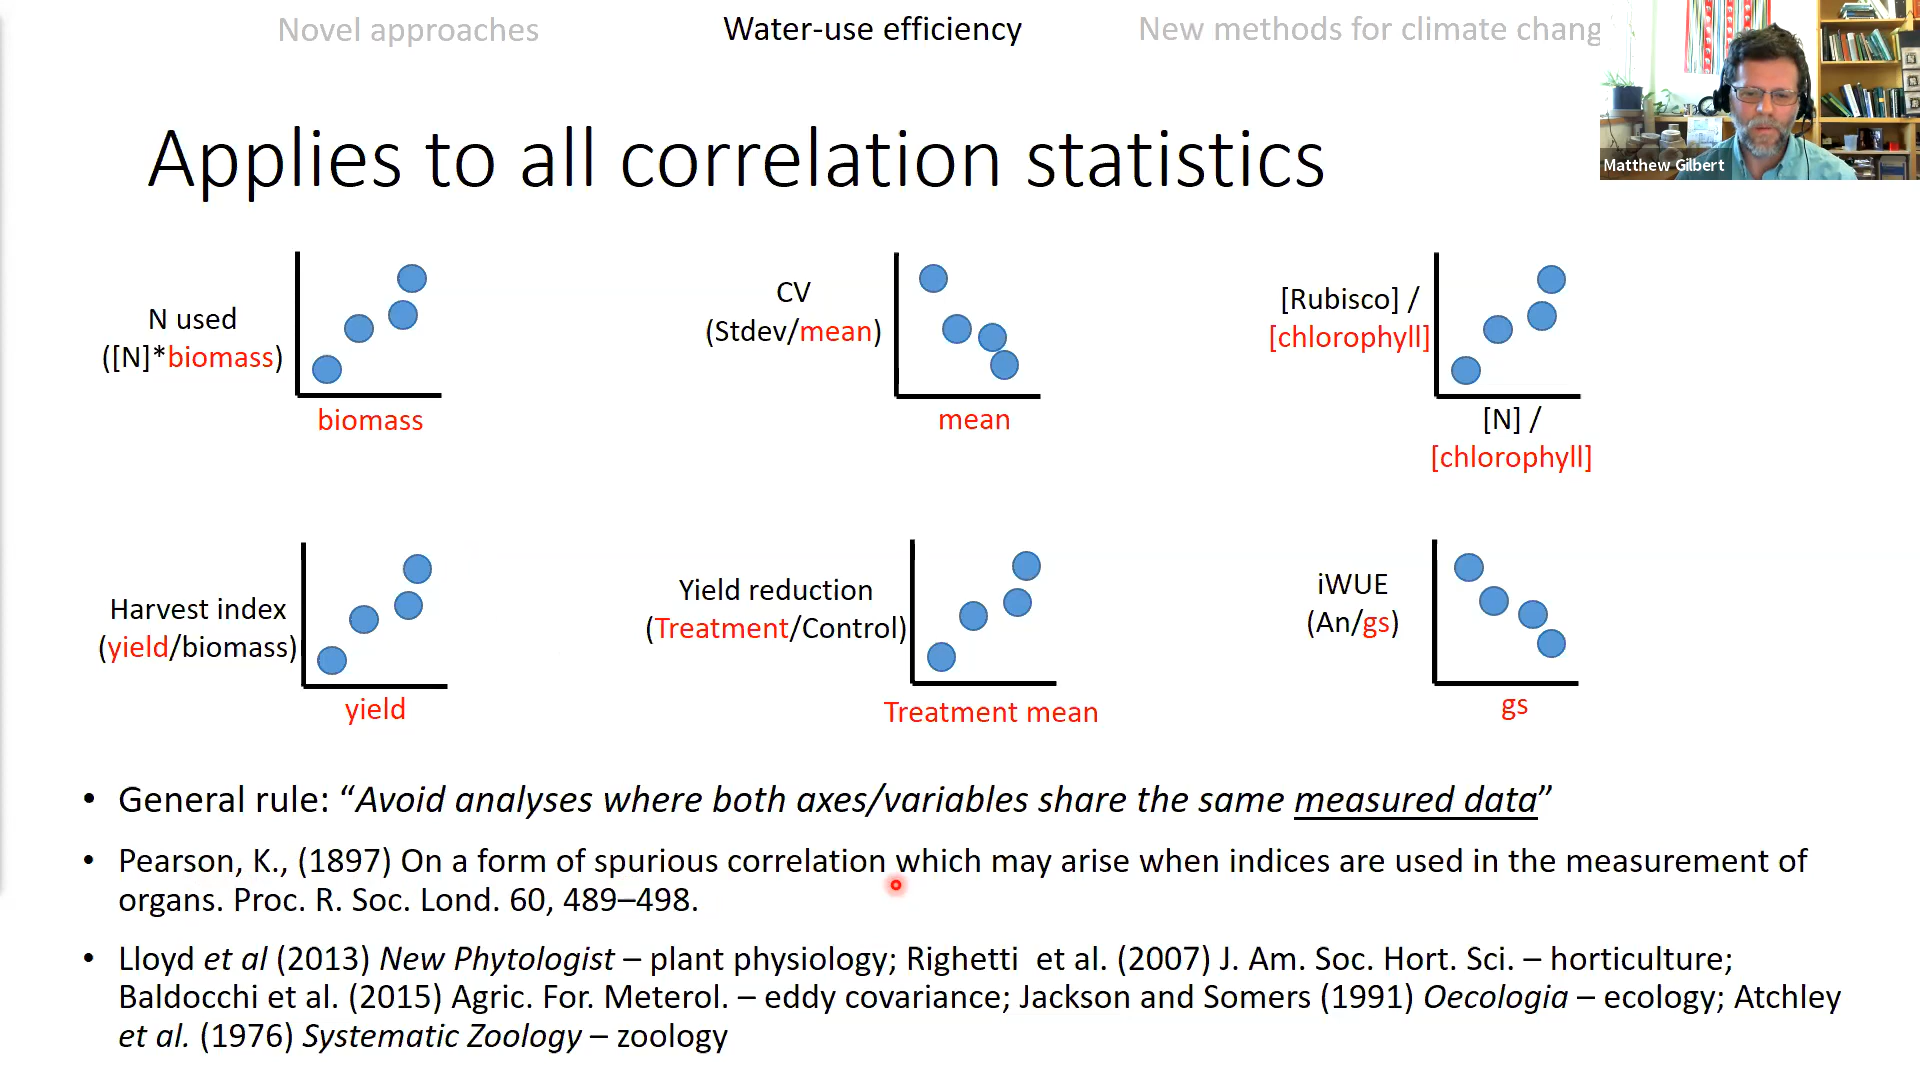 Novel approaches
Water-use efficiency
New methods for climate chang
Matthew Gilbert
Applies to all correlation statistics
N used
([N]*biomass)
biomass
CV
(Stdev/mean)
mean
[Rubisco] /
[chlorophyll]
[N] /
[chlorophyll]
Harvest index
(yield/biomass)
yield
Yield reduction
(Treatment/Control)
Treatment mean
iWUE
(An/gs)
gs
• General rule: “Avoid analyses where both axes/variables share the same measured data”
• Pearson, K., (1897) On a form of spurious correlation which may arise when indices are used in the measurement of
organs. Proc. R. Soc. Lond. 60, 489–498.
• Lloyd et al (2013) New Phytologist – plant physiology; Righetti et al. (2007) J. Am. Soc. Hort. Sci. – horticulture;
Baldocchi et al. (2015) Agric. For. Meterol. – eddy covariance; Jackson and Somers (1991) Oecologia – ecology; Atchley
et al. (1976) Systematic Zoology – zoology